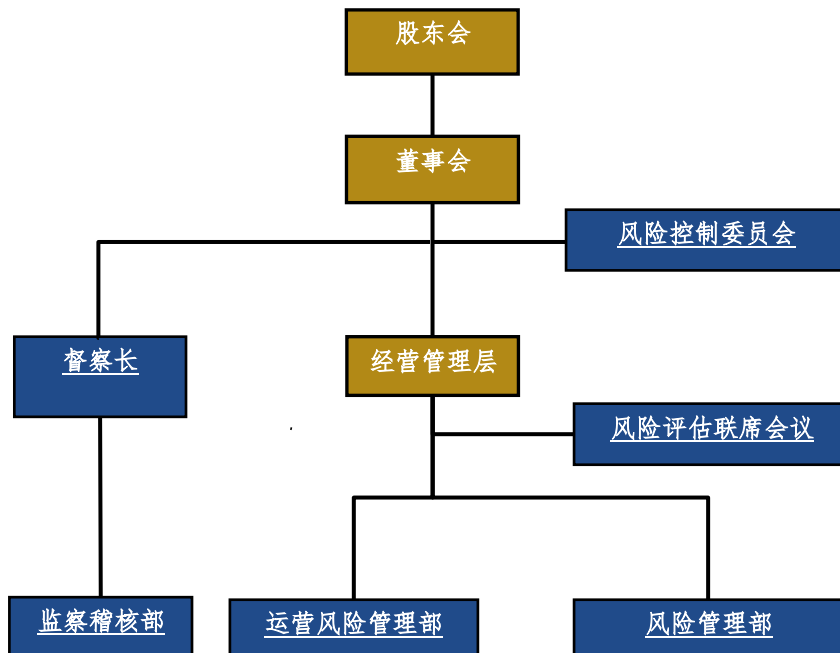 股东会
董事会
风险控制委员会
督察长
经营管理层
风险评估联席会议
监察稽核部
运营风险管理部
风险管理部